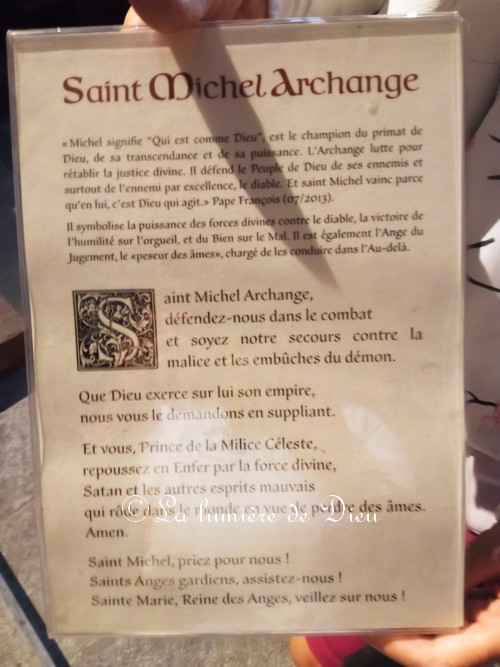 Saint Michel Archange
« Michel signifie "Qui est comme Dieu", est le champion du primat de
Dieu, de sa transcendance et de sa puissance. L'Archange lutte pour
rétablir la justice divine. Il défend le Peuple de Dieu de ses ennemis et
surtout de l'ennemi par excellence, le diable. Et saint Michel vainc parce
qu'en lui, c'est Dieu qui agit.» Pape François (07/2013).
Il symbolise la puissance des forces divines contre le diable, la victoire de
l'humilité sur l'orgueil, et du Bien sur le Mal. Il est également l'Ange du
Jugement, le «peseur des âmes», chargé de les conduire dans l'Au-delà.
Saint Michel Archange,
défendez-nous dans le combat
et soyez notre secours contre la
malice et les embûches du démon.
Que Dieu exerce sur lui son empire,
nous vous le demandons en suppliant.
Et vous, Prince de la Milice Céleste,
repoussez en Enfer par la force divine,
Satan et les autres esprits mauvais
qui rôde dans le monde en vue de perdre des âmes.
Amen.
Saint Michel, priez pour nous !
Saints Anges gardiens, assistez-nous !
Sainte Marie, Reine des Anges, veillez sur nous !
©La lumière de Dieu